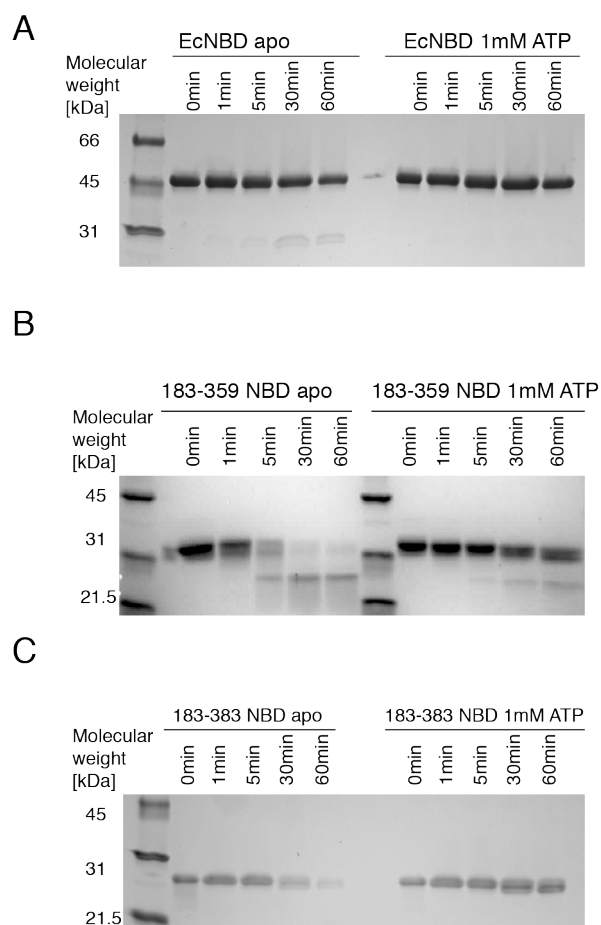 A
EcNBD apo
EcNBD 1mM ATP
Molecular
weight
[kDa]
0min
1min
5min
30min
60min
0min
1min
5min
30min
60min
66
45
31
B
183-359 NBD apo
183-359 NBD 1mM ATP
Molecular
weight
[kDa]
0min
1min
5min
30min
60min
0min
1min
5min
30min
60min
45
31
21.5
C
183-383 NBD apo
183-383 NBD 1mM ATP
Molecular
weight
[kDa]
0min
1min
5min
30min
60min
0min
1min
5min
30min
60min
45
31
21.5